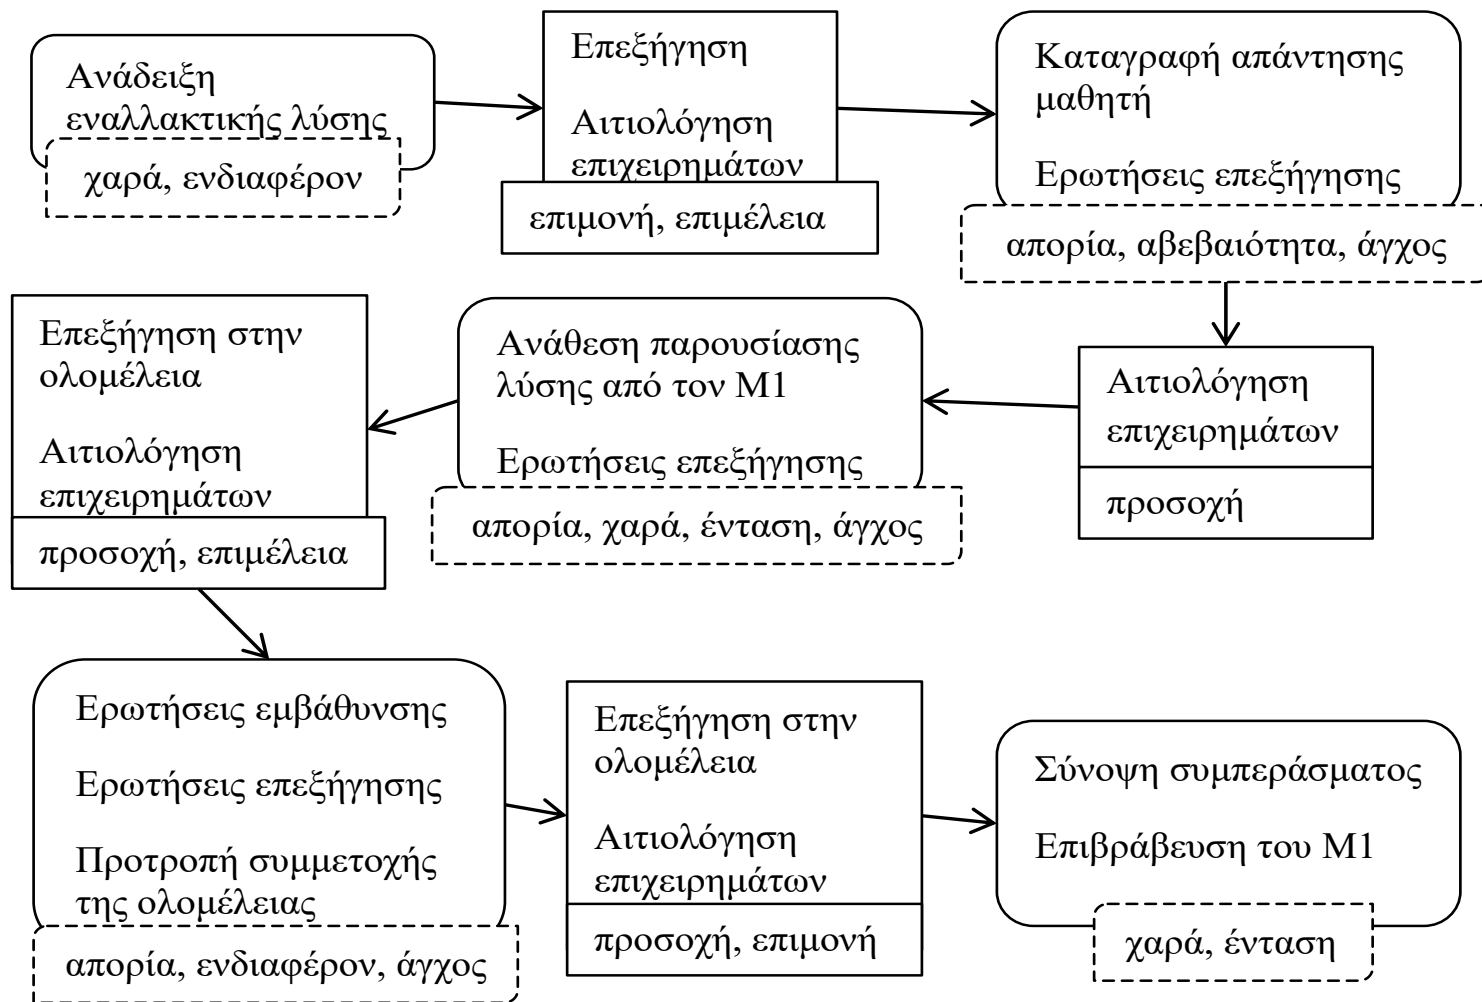 Ανάδειξη
εναλλακτικής λύσης
χαρά, ενδιαφέρον
Επεξήγηση
Αιτιολόγηση
επιχειρημάτων
επιμονή, επιμέλεια
Καταγραφή απάντησης
μαθητή
Ερωτήσεις επεξήγησης
απορία, αβεβαιότητα, άγχος
Αιτιολόγηση
επιχειρημάτων
προσοχή
Ανάθεση παρουσίασης
λύσης από τον Μ1
Ερωτήσεις επεξήγησης
απορία, χαρά, ένταση, άγχος
Επεξήγηση στην
ολομέλεια
Αιτιολόγηση
επιχειρημάτων
προσοχή, επιμέλεια
Ερωτήσεις εμβάθυνσης
Ερωτήσεις επεξήγησης
Προτροπή συμμετοχής
της ολομέλειας
απορία, ενδιαφέρον, άγχος
Επεξήγηση στην
ολομέλεια
Αιτιολόγηση
επιχειρημάτων
προσοχή, επιμονή
Σύνοψη συμπεράσματος
Επιβράβευση του Μ1
χαρά, ένταση